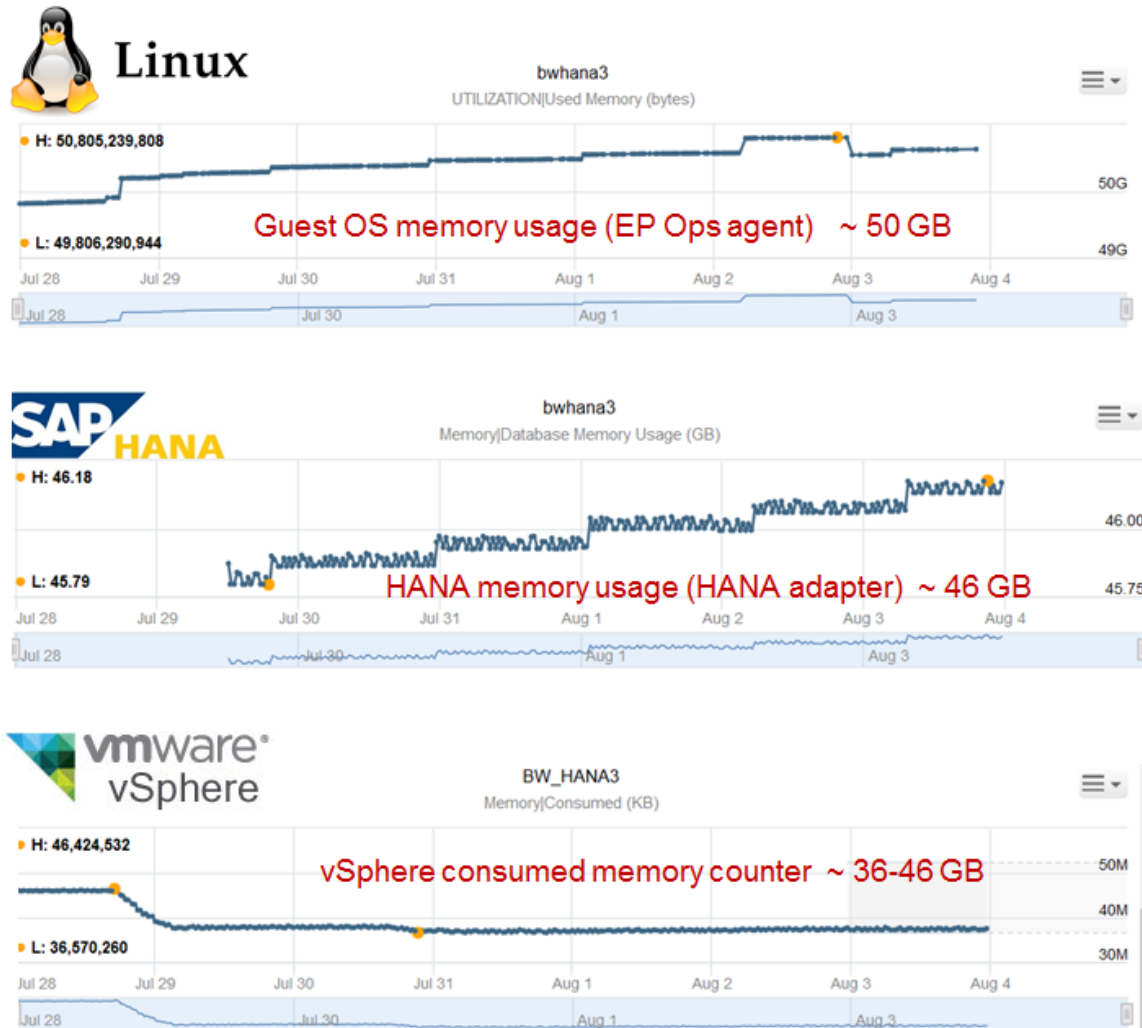 Linux
bwhana3
UTILIZATION|Used Memory (bytes)
H: 50,805,239,808
50G
Guest OS memory usage (EP Ops agent) ~ 50 GB
L: 49,806,290,944
49G
Jul 28 Jul 29 Jul 30 Jul 31 Aug 1 Aug 2 Aug 3 Aug 4
Jul 28 Jul 30 Aug 1 Aug 3
SAP HANA
bwhana3
Memory|Database Memory Usage (GB)
H: 46.18
46.00
L: 45.79
HANA memory usage (HANA adapter) ~ 46 GB
45.75
Jul 28 Jul 29 Jul 30 Jul 31 Aug 1 Aug 2 Aug 3 Aug 4
Jul 28 Jul 30 Aug 1 Aug 3
vmware®
vSphere
BW_HANA3
Memory|Consumed (KB)
H: 46,424,532
vSphere consumed memory counter ~ 36-46 GB
50M
40M
L: 36,570,260
30M
Jul 28 Jul 29 Jul 30 Jul 31 Aug 1 Aug 2 Aug 3 Aug 4
Jul 28 Jul 30 Aug 1 Aug 3